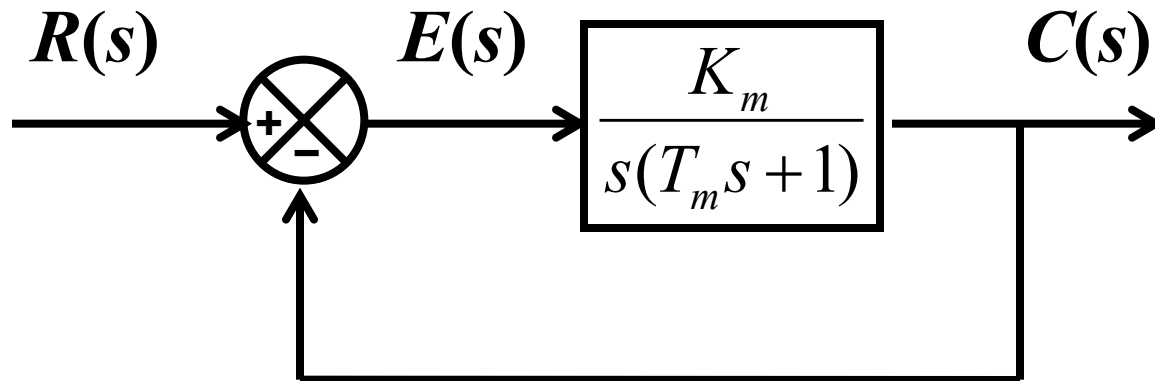 R(s) E(s) C(s)
+
−
K_m
s(T_m s + 1)